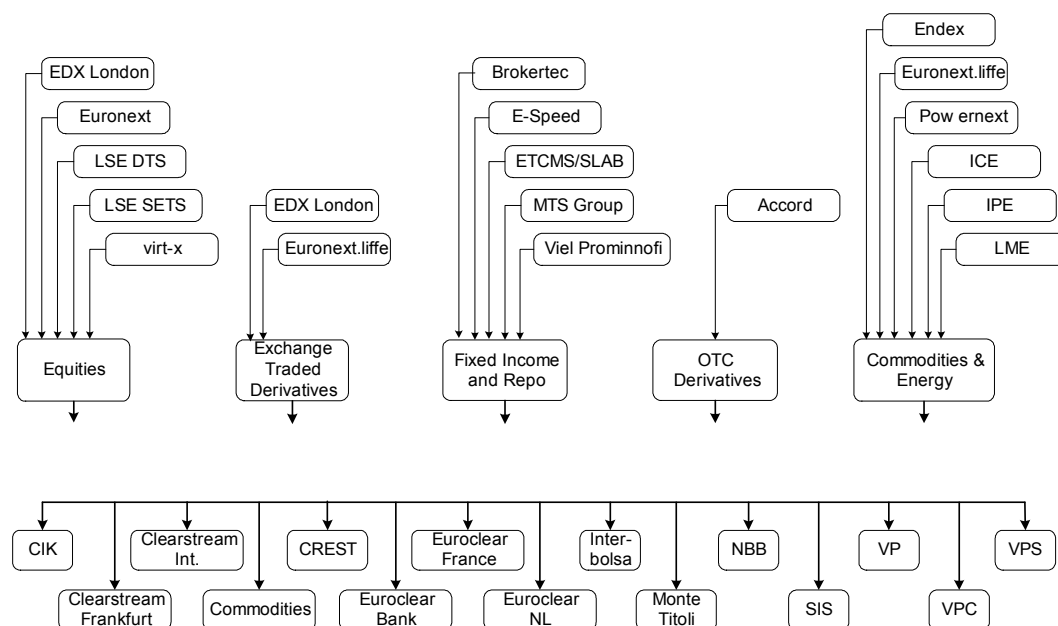 Endex
EDX London
Brokertec
Euronext.liffe
Euronext
E-Speed
Pow ernext
LSE DTS
ETCMS/SLAB
ICE
LSE SETS
EDX London
MTS Group
Accord
IPE
virt-x
Euronext.liffe
Viel Prominnofi
LME
Equities
Exchange
Traded
Derivatives
Fixed Income
and Repo
OTC
Derivatives
Commodities &
Energy
CIK
Clearstream
Int.
CREST
Euroclear
France
Inter-
bolsa
NBB
VP
VPS
Clearstream
Frankfurt
Commodities
Euroclear
Bank
Euroclear
NL
Monte
Titoli
SIS
VPC